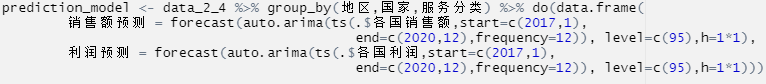 prediction_model <- data_2_4 %>% group_by(地区,国家,服务分类) %>% do(data.frame(
销售额预测 = forecast(auto.arima(ts(.$各国销售额,start=c(2017,1),
end=c(2020,12),frequency=12)), level=c(95),h=1*1),
利润预测 = forecast(auto.arima(ts(.$各国利润,start=c(2017,1),
end=c(2020,12),frequency=12)), level=c(95),h=1*1)))